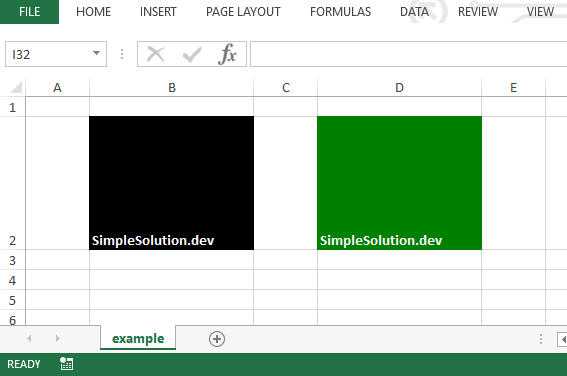 FILE HOME INSERT PAGE LAYOUT FORMULAS DATA REVIEW VIEW
I32 fx
A B C D E
1
2 SimpleSolution.dev SimpleSolution.dev
3
4
5
6
example
READY